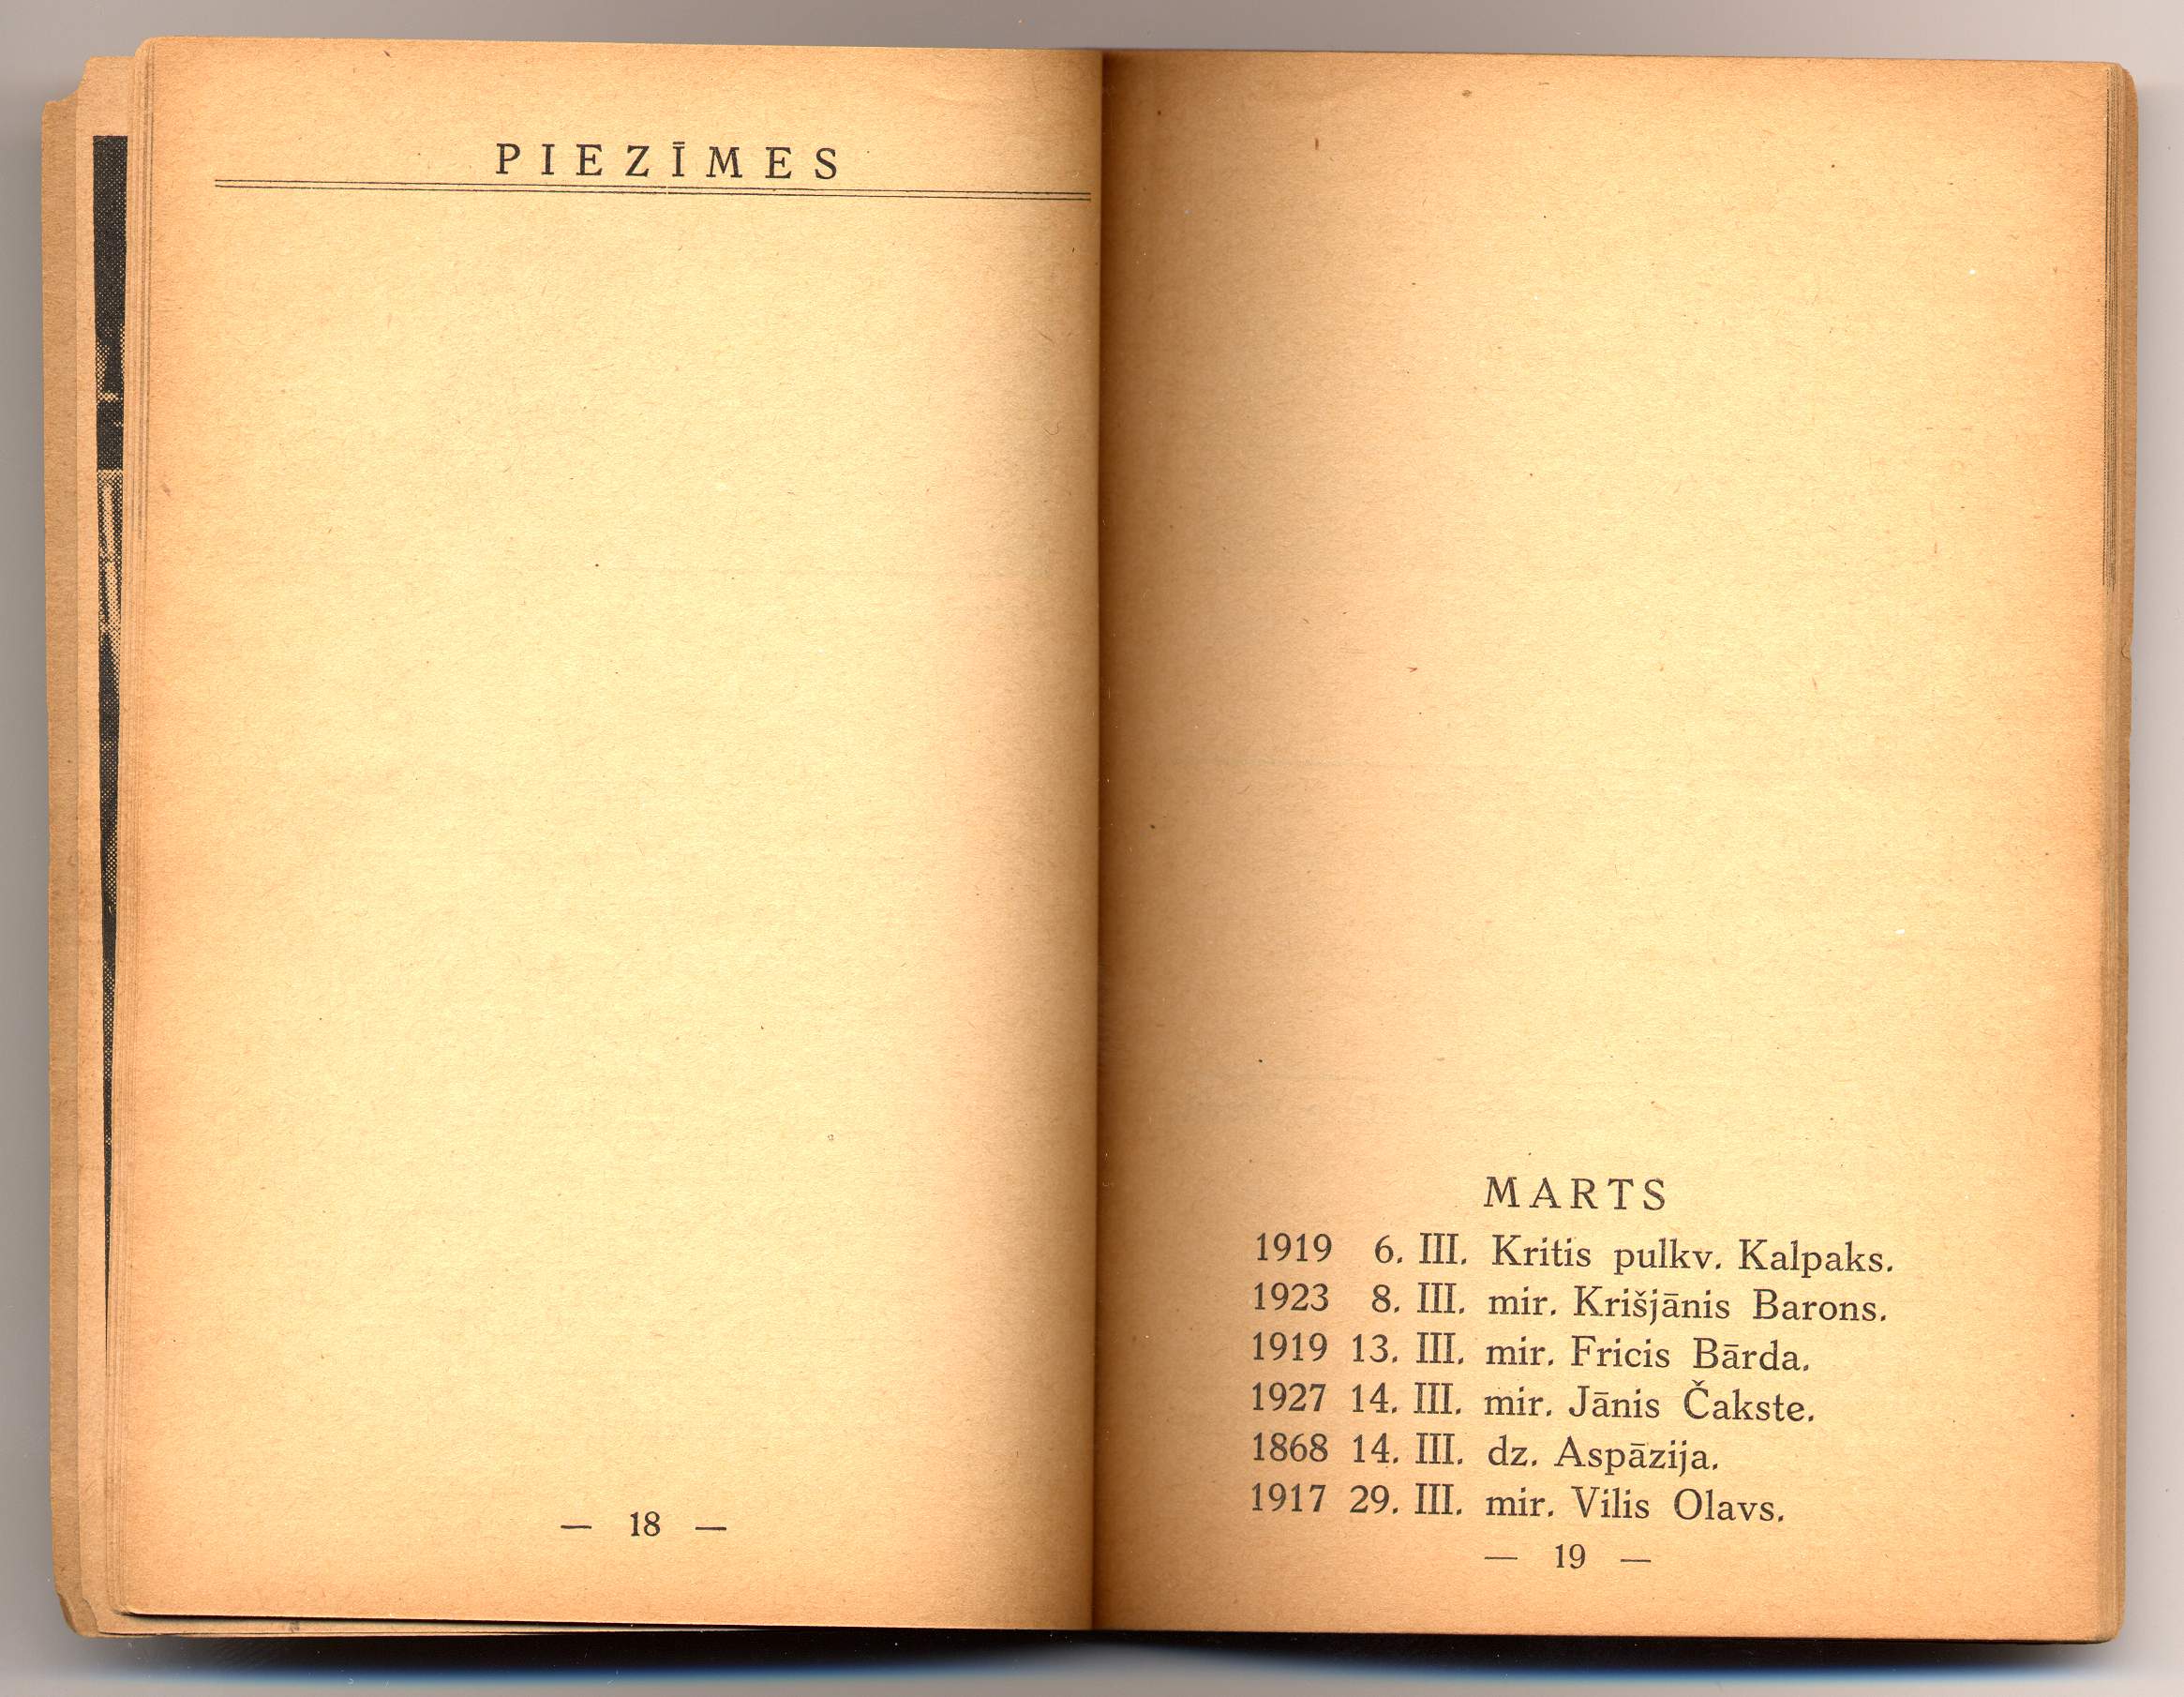 PIEZĪMES
— 18 —
MARTS
1919 6. III. Kritis pulkv. Kalpaks.
1923 8. III. mir. Krišjānis Barons.
1919 13. III. mir. Fricis Bārda.
1927 14. III. mir. Jānis Čakste.
1868 14. III. dz. Aspāzija.
1917 29. III. mir. Vilis Olavs.
— 19 —